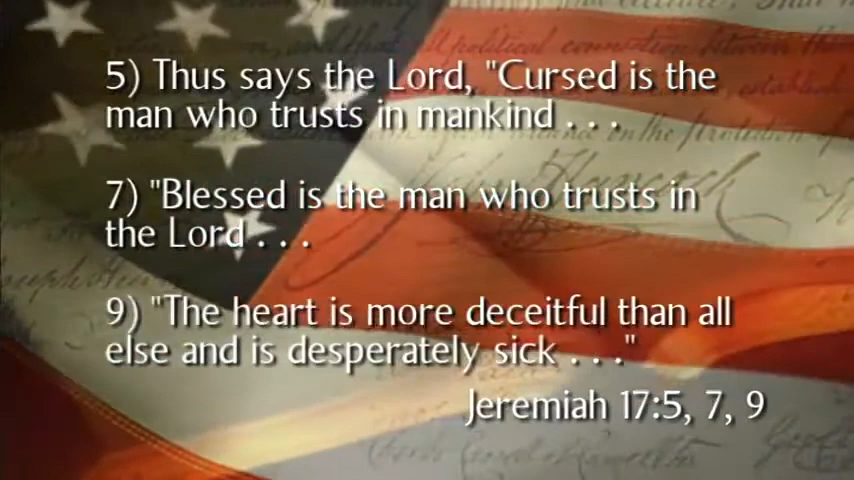 5) Thus says the Lord, "Cursed is the
man who trusts in mankind . . .
7) "Blessed is the man who trusts in
the Lord . . .
9) "The heart is more deceitful than all
else and is desperately sick . . ."
Jeremiah 17:5, 7, 9
John Hancock